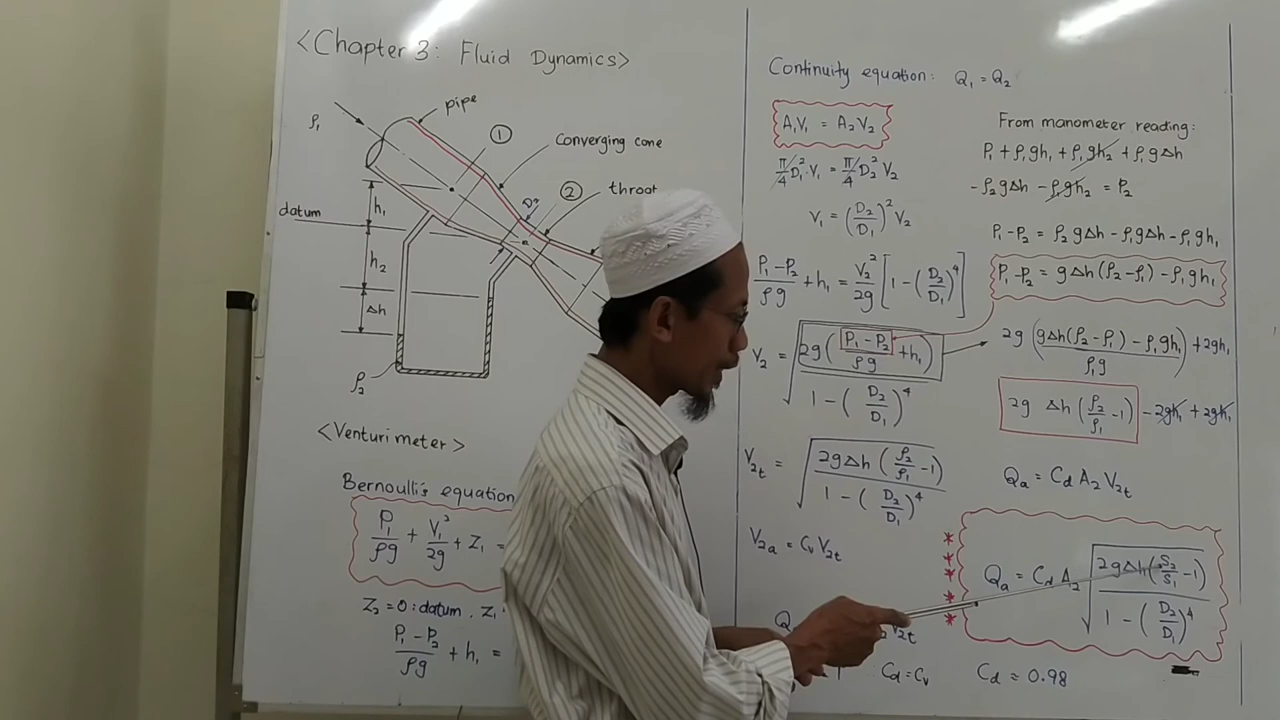 <Chapter 3: Fluid Dynamics>
pipe
ρ₁
①
converging cone
②
throat
D₂
datum
h₁
h₂
Δh
ρ₂
<Venturimeter>
Bernoulli's equation
P₁/ρg + V₁²/2g + Z₁ =
Z₂ = 0 : datum . Z₁
(P₁ - P₂)/ρg + h₁ =
Continuity equation: Q₁ = Q₂
A₁V₁ = A₂V₂
π/4 D₁² · V₁ = π/4 D₂² V₂
V₁ = (D₂/D₁)² V₂
(P₁-P₂)/ρg + h₁ = V₂²/2g [1 - (D₂/D₁)⁴]
V₂ = √(2g((P₁ - P₂)/ρg + h₁) / (1 - (D₂/D₁)⁴))
V₂t = √(2gΔh (ρ₂/ρ₁ - 1) / (1 - (D₂/D₁)⁴))
V₂a = Cv V₂t
V₂t
Cd = Cv
Cd ≈ 0.98
From manometer reading:
P₁ + ρ₁gh₁ + ρ₁gh₂ + ρ₁gΔh
- ρ₂gΔh - ρ₁gh₂ = P₂
P₁-P₂ = ρ₂gΔh - ρ₁gΔh - ρ₁gh₁
P₁-P₂ = gΔh(ρ₂-ρ₁) - ρ₁gh₁
2g (gΔh(ρ₂-ρ₁) - ρ₁gh₁)/ρ₁g + 2gh₁
2g Δh (ρ₂/ρ₁ - 1) - 2gh₁ + 2gh₁
Qa = Cd A₂ V₂t
*****
Qa = Cd A₂ √(2gΔh(S₂/S₁ - 1) / (1 - (D₂/D₁)⁴))